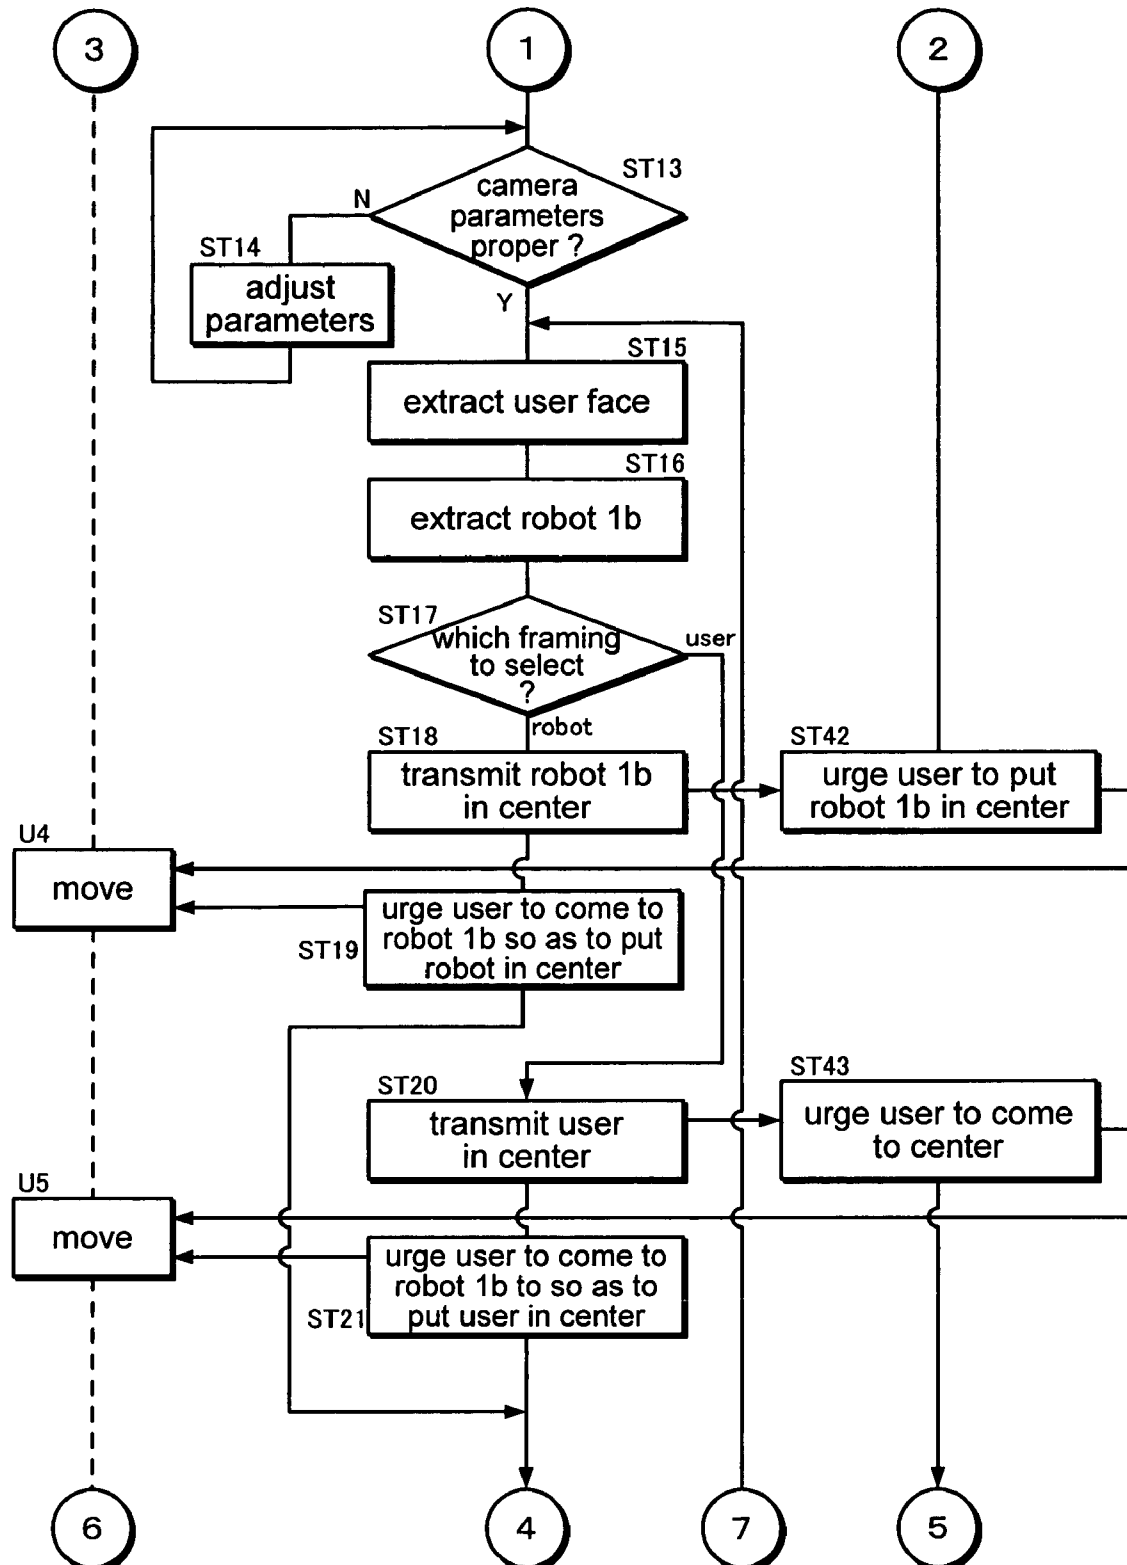 3
1
2
ST13
camera
parameters
proper ?
N
Y
ST14
adjust
parameters
ST15
extract user face
ST16
extract robot 1b
ST17
which framing
to select
?
user
robot
ST18
transmit robot 1b
in center
ST42
urge user to put
robot 1b in center
U4
move
ST19
urge user to come to
robot 1b so as to put
robot in center
ST20
transmit user
in center
ST43
urge user to come
to center
U5
move
ST21
urge user to come to
robot 1b to so as to
put user in center
6
4
7
5